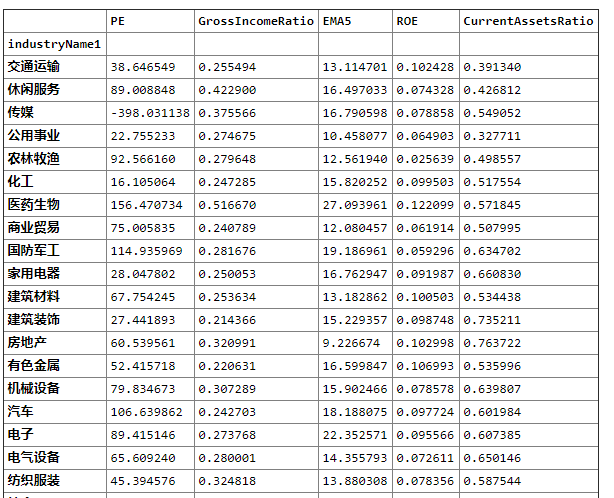 PE GrossIncomeRatio EMA5 ROE CurrentAssetsRatio
industryName1
交通运输 38.646549 0.255494 13.114701 0.102428 0.391340
休闲服务 89.008848 0.422900 16.497033 0.074328 0.426812
传媒 -398.031138 0.375566 16.790598 0.078858 0.549052
公用事业 22.755233 0.274675 10.458077 0.064903 0.327711
农林牧渔 92.566160 0.279648 12.561940 0.025639 0.498557
化工 16.105064 0.247285 15.820252 0.099503 0.517554
医药生物 156.470734 0.516670 27.093961 0.122099 0.571845
商业贸易 75.005835 0.240789 12.080457 0.061914 0.507995
国防军工 114.935969 0.281676 19.186961 0.059296 0.634702
家用电器 28.047802 0.250053 16.762947 0.091987 0.660830
建筑材料 67.754245 0.253634 13.182862 0.100503 0.534438
建筑装饰 27.441893 0.214366 15.229357 0.098748 0.735211
房地产 60.539561 0.320991 9.226674 0.102998 0.763722
有色金属 52.415718 0.220631 16.599847 0.106993 0.535996
机械设备 79.834673 0.307289 15.902466 0.078578 0.639807
汽车 106.639862 0.242703 18.188075 0.097724 0.601984
电子 89.415146 0.273768 22.352571 0.095566 0.607385
电气设备 65.609240 0.280001 14.355793 0.072611 0.650146
纺织服装 45.394576 0.324818 13.880308 0.078356 0.587544